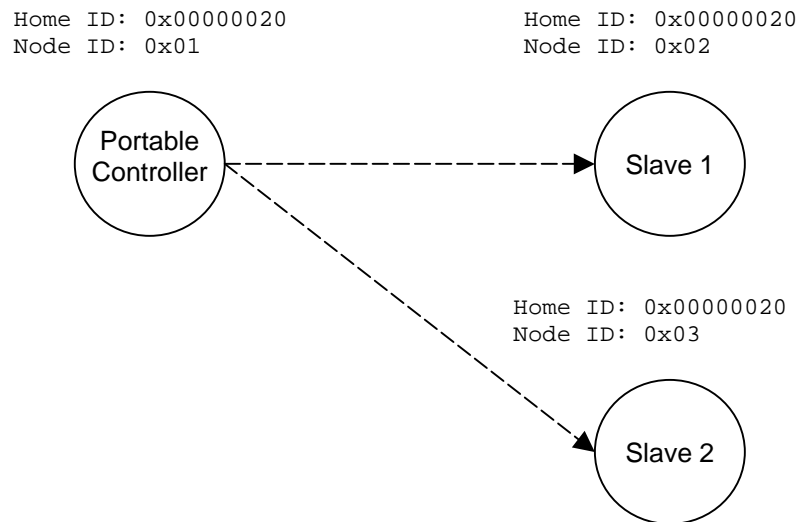 Home ID: 0x00000020
Node ID: 0x01
Home ID: 0x00000020
Node ID: 0x02
Portable
Controller
Slave 1
Home ID: 0x00000020
Node ID: 0x03
Slave 2